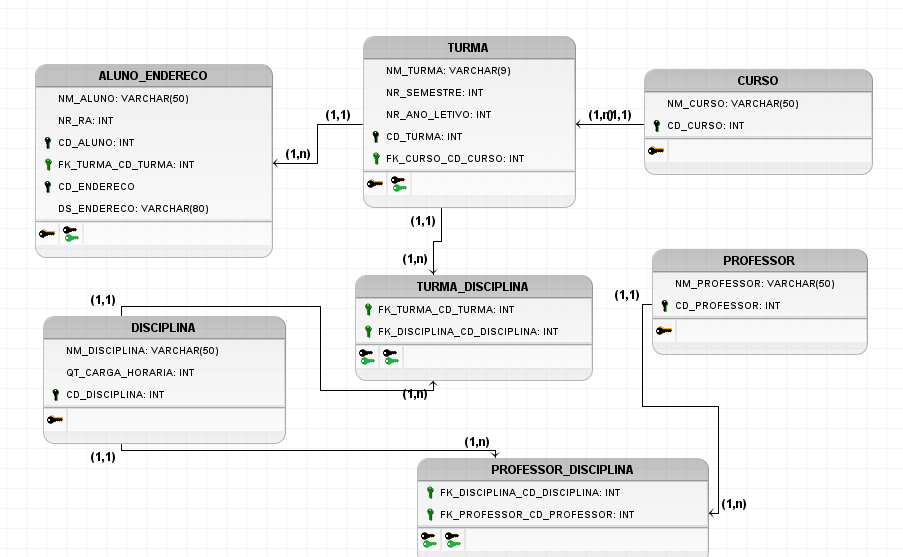 TURMA
NM_TURMA: VARCHAR(9)
NR_SEMESTRE: INT
NR_ANO_LETIVO: INT
CD_TURMA: INT
FK_CURSO_CD_CURSO: INT
ALUNO_ENDERECO
NM_ALUNO: VARCHAR(50)
NR_RA: INT
CD_ALUNO: INT
FK_TURMA_CD_TURMA: INT
CD_ENDERECO
DS_ENDERECO: VARCHAR(80)
(1,1)
(1,n)
CURSO
NM_CURSO: VARCHAR(50)
CD_CURSO: INT
(1,n)
(1,1)
(1,1)
(1,n)
PROFESSOR
NM_PROFESSOR: VARCHAR(50)
CD_PROFESSOR: INT
(1,1)
TURMA_DISCIPLINA
FK_TURMA_CD_TURMA: INT
FK_DISCIPLINA_CD_DISCIPLINA: INT
(1,1)
(1,n)
DISCIPLINA
NM_DISCIPLINA: VARCHAR(50)
QT_CARGA_HORARIA: INT
CD_DISCIPLINA: INT
(1,1)
(1,n)
PROFESSOR_DISCIPLINA
FK_DISCIPLINA_CD_DISCIPLINA: INT
FK_PROFESSOR_CD_PROFESSOR: INT
(1,n)